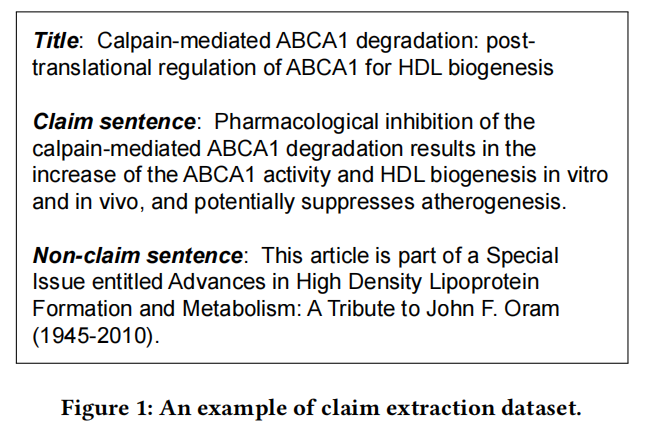 Title: Calpain-mediated ABCA1 degradation: post-
translational regulation of ABCA1 for HDL biogenesis
Claim sentence: Pharmacological inhibition of the
calpain-mediated ABCA1 degradation results in the
increase of the ABCA1 activity and HDL biogenesis in vitro
and in vivo, and potentially suppresses atherogenesis.
Non-claim sentence: This article is part of a Special
Issue entitled Advances in High Density Lipoprotein
Formation and Metabolism: A Tribute to John F. Oram
(1945-2010).
Figure 1: An example of claim extraction dataset.